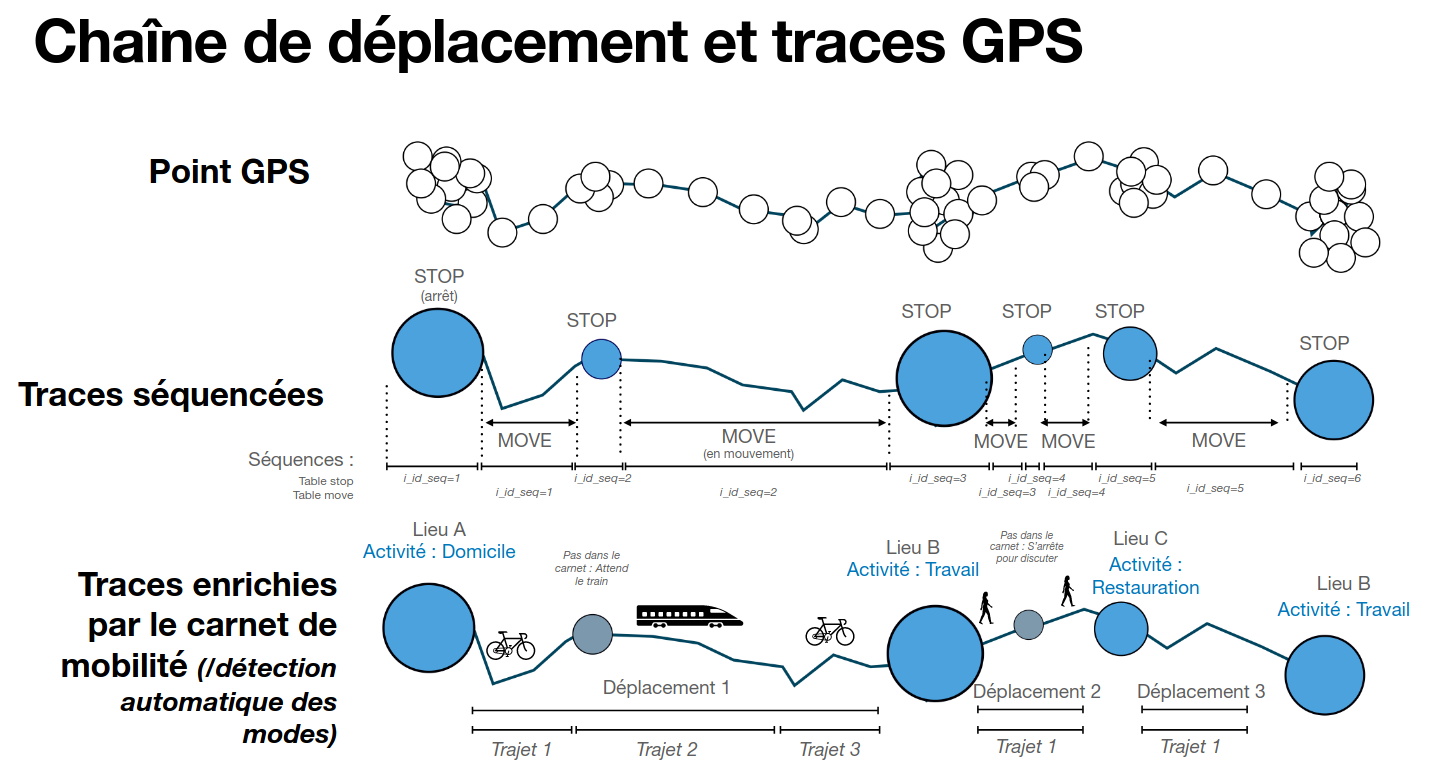 Chaîne de déplacement et traces GPS
Point GPS
STOP
(arrêt)
STOP
STOP
STOP
STOP
STOP
Traces séquencées
MOVE
MOVE
(en mouvement)
MOVE
MOVE
MOVE
Séquences :
Table stop
Table move
i_id_seq=1
i_id_seq=2
i_id_seq=3
i_id_seq=4
i_id_seq=5
i_id_seq=6
i_id_seq=1
i_id_seq=2
i_id_seq=3
i_id_seq=4
i_id_seq=5
Traces enrichies
par le carnet de
mobilité (/détection
automatique des
modes)
Lieu A
Activité : Domicile
Pas dans le
carnet : Attend
le train
Lieu B
Activité : Travail
Pas dans le
carnet : S'arrête
pour discuter
Lieu C
Activité :
Restauration
Lieu B
Activité : Travail
Déplacement 1
Déplacement 2
Déplacement 3
Trajet 1
Trajet 2
Trajet 3
Trajet 1
Trajet 1